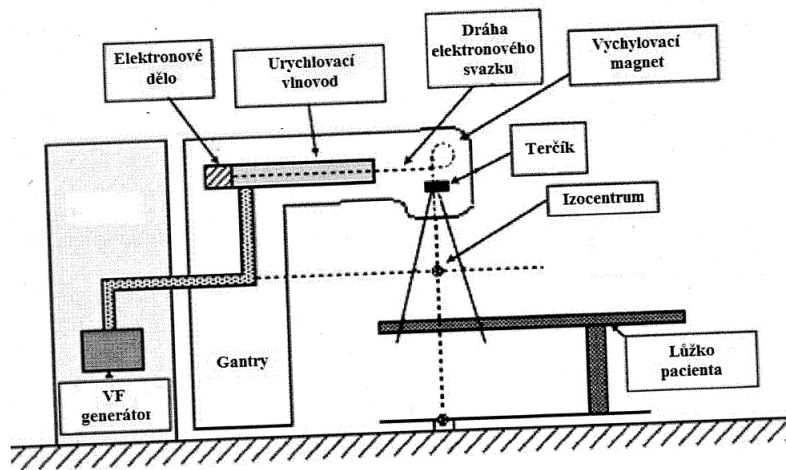 Elektronové
dělo
Urychlovací
vlnovod
Dráha
elektronového
svazku
Vychylovací
magnet
Terčík
Izocentrum
Gantry
Lůžko
pacienta
VF
generátor